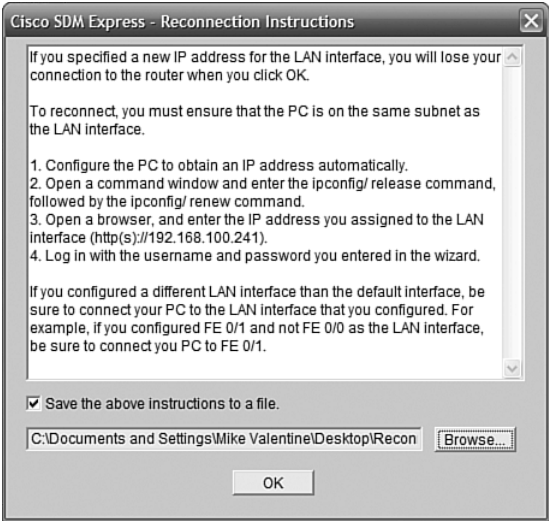 Cisco SDM Express - Reconnection Instructions
If you specified a new IP address for the LAN interface, you will lose your
connection to the router when you click OK.
To reconnect, you must ensure that the PC is on the same subnet as
the LAN interface.
1. Configure the PC to obtain an IP address automatically.
2. Open a command window and enter the ipconfig/ release command,
followed by the ipconfig/ renew command.
3. Open a browser, and enter the IP address you assigned to the LAN
interface (http(s)://192.168.100.241).
4. Log in with the username and password you entered in the wizard.
If you configured a different LAN interface than the default interface, be
sure to connect your PC to the LAN interface that you configured. For
example, if you configured FE 0/1 and not FE 0/0 as the LAN interface,
be sure to connect you PC to FE 0/1.
Save the above instructions to a file.
C:\Documents and Settings\Mike Valentine\Desktop\Recon Browse...
OK